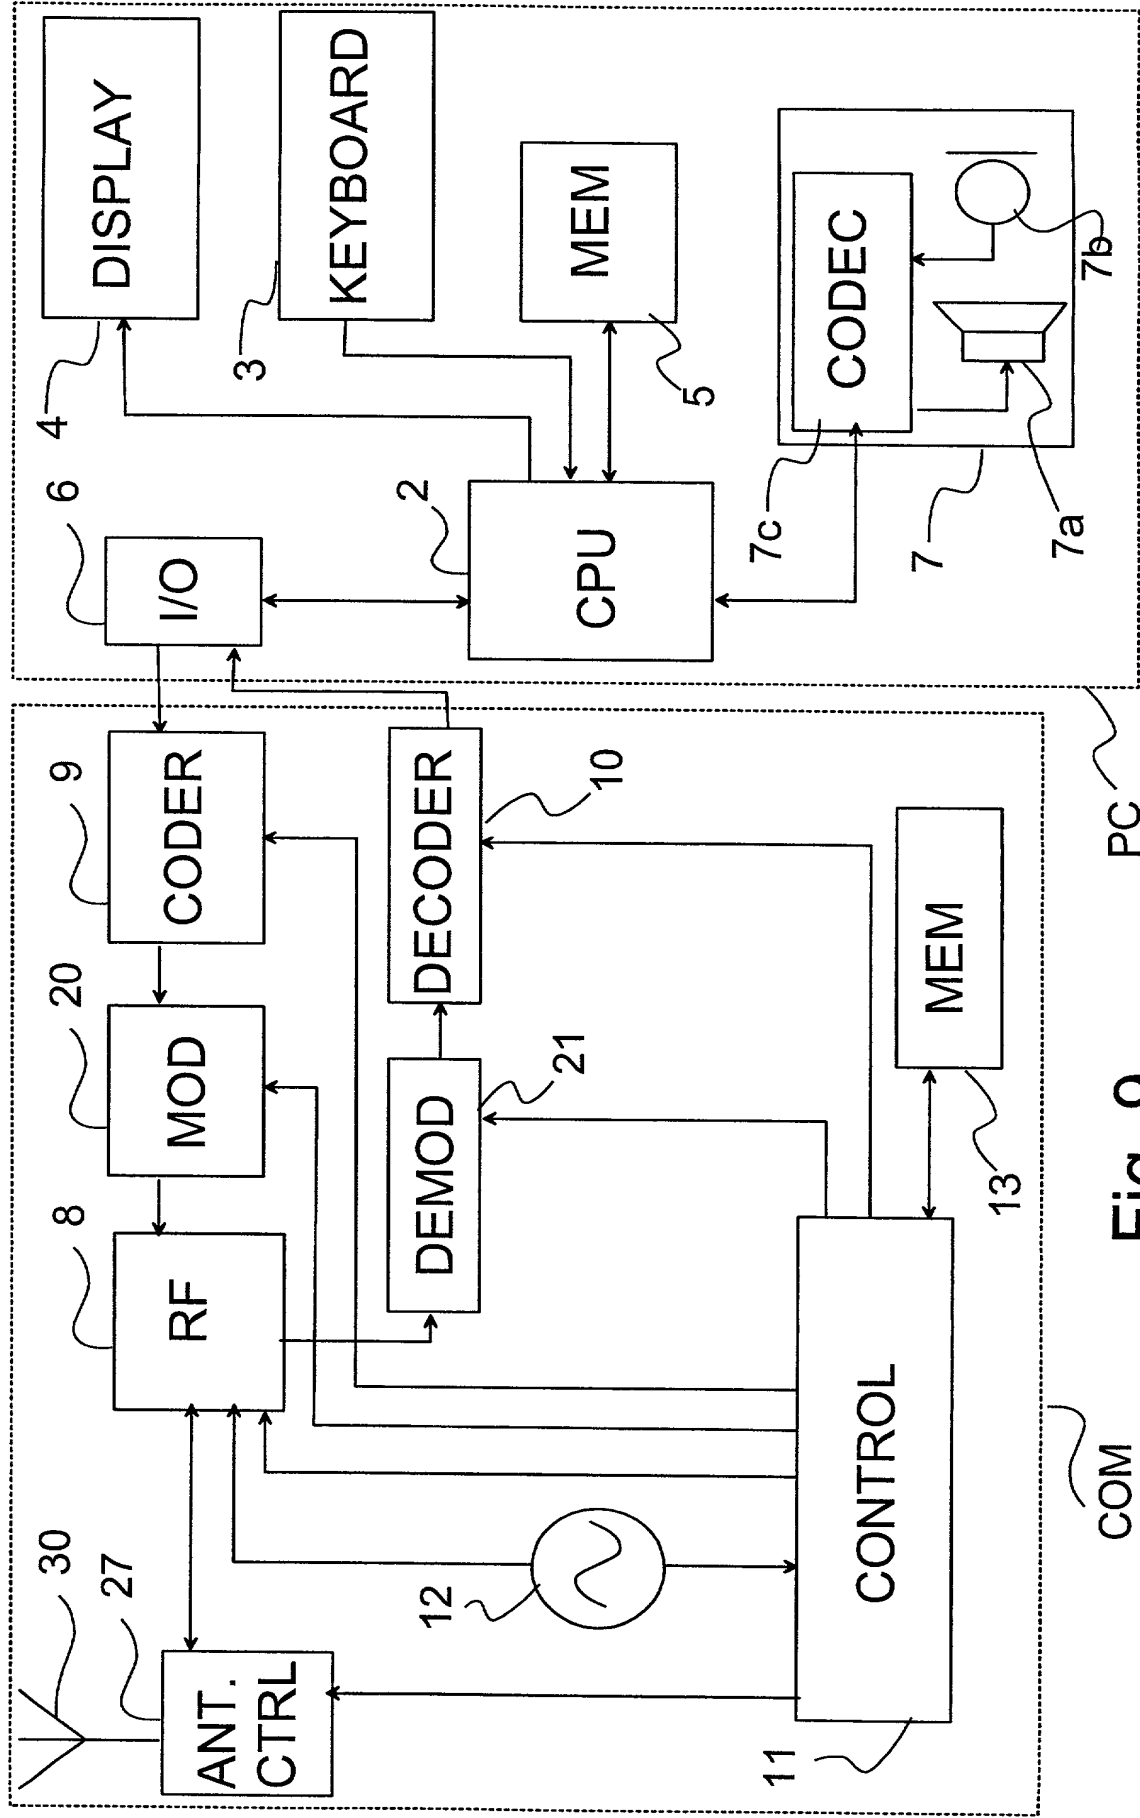 30
27
8
20
9
6
4
ANT.
CTRL
RF
MOD
CODER
I/O
DISPLAY
3
KEYBOARD
12
2
DEMOD
DECODER
21
10
CPU
MEM
5
11
CONTROL
13
MEM
7c
CODEC
7
7a
7b
COM
PC
Fig.